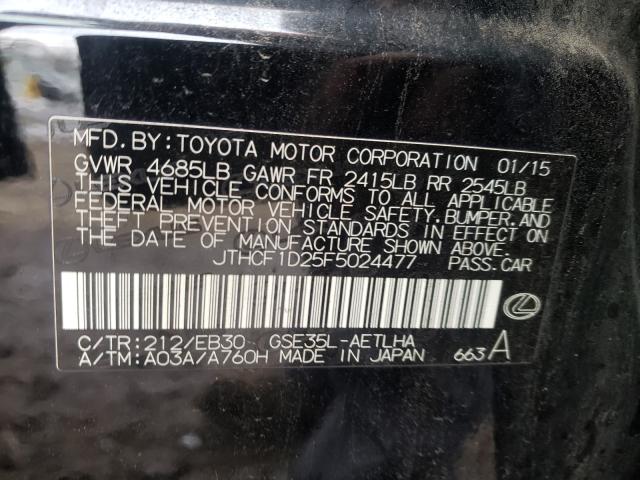 MFD. BY: TOYOTA MOTOR CORPORATION 01/15
GVWR 4685LB GAWR FR 2415LB RR 2545LB
THIS VEHICLE CONFORMS TO ALL APPLICABLE
FEDERAL MOTOR VEHICLE SAFETY, BUMPER, AND
THEFT PREVENTION STANDARDS IN EFFECT ON
THE DATE OF MANUFACTURE SHOWN ABOVE.
JTHCF1D25F5024477 PASS. CAR
C/TR: 212/EB30 GSE35L-AETLHA
A/TM: A03A/A760H MADE IN JAPAN 663 A